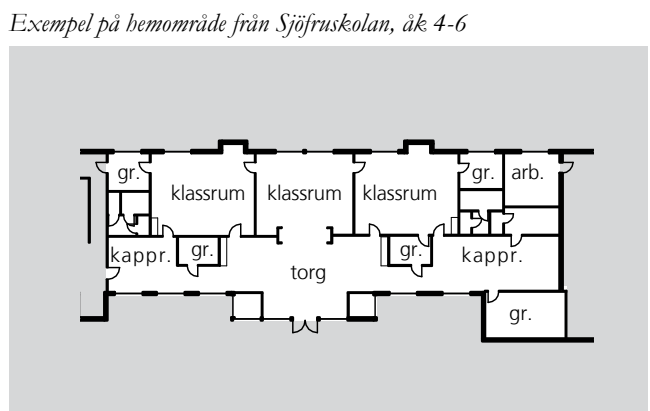 Exempel på hemområde från Sjöfruskolan, åk 4-6
gr.
gr.
arb.
klassrum
klassrum
klassrum
kappr.
gr.
gr.
kappr.
torg
gr.